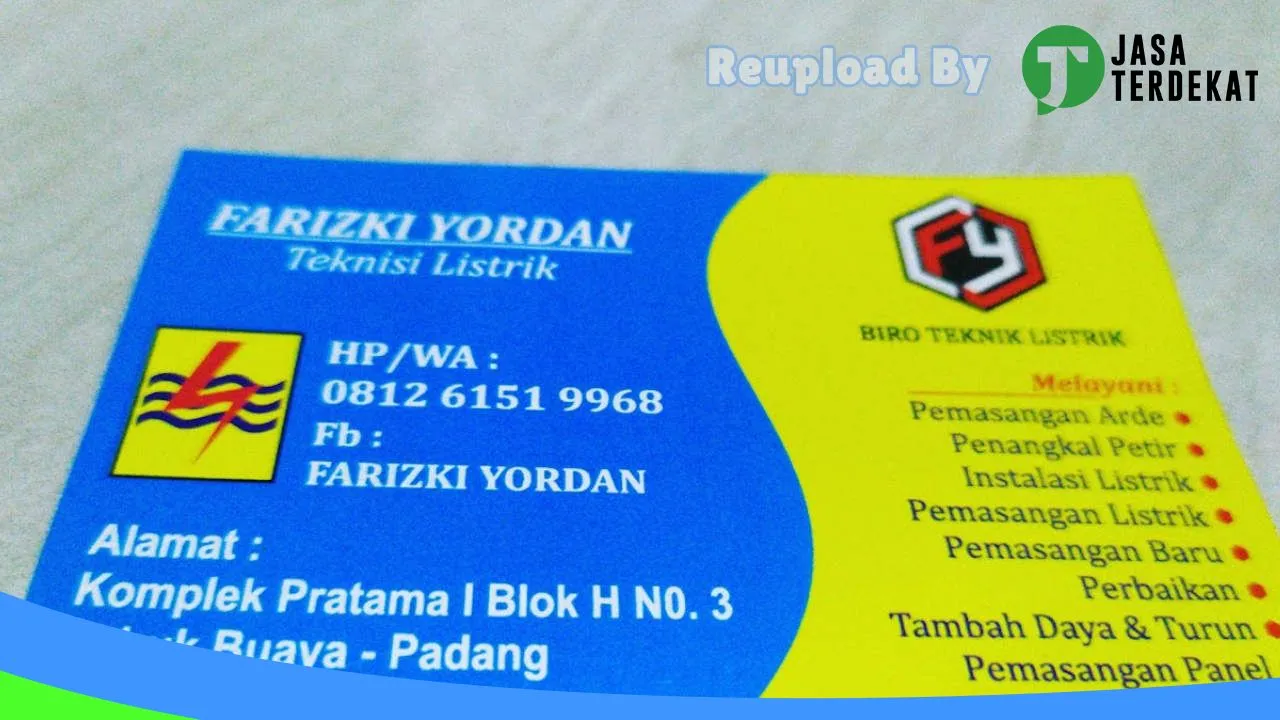 Reupload By
JASA
TERDEKAT
FARIZKI YORDAN
Teknisi Listrik
HP/WA :
0812 6151 9968
Fb :
FARIZKI YORDAN
Alamat :
Komplek Pratama I Blok H N0. 3
Buaya - Padang
FY
BIRO TEKNIK LISTRIK
Melayani :
Pemasangan Arde
Penangkal Petir
Instalasi Listrik
Pemasangan Listrik
Pemasangan Baru
Perbaikan
Tambah Daya & Turun
Pemasangan Panel